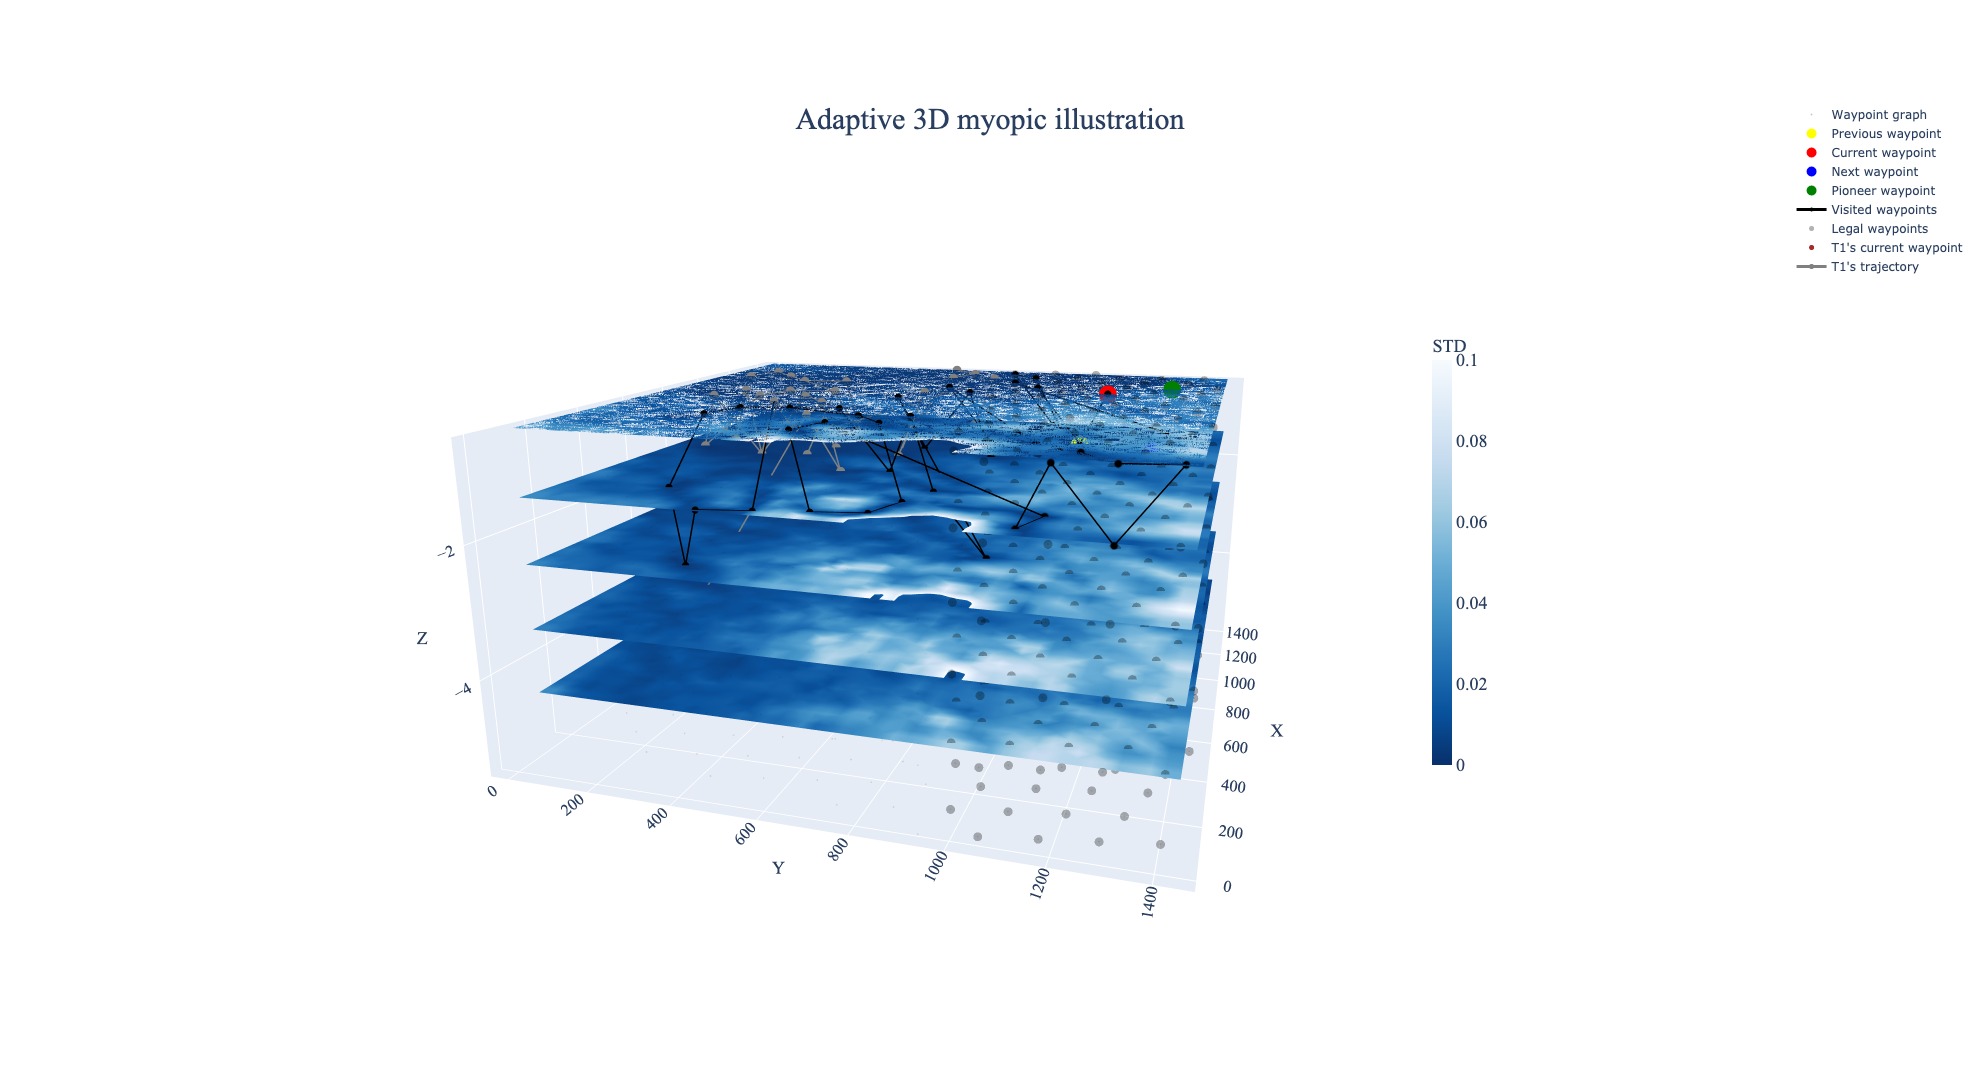 Adaptive 3D myopic illustration
Waypoint graph
Previous waypoint
Current waypoint
Next waypoint
Pioneer waypoint
Visited waypoints
Legal waypoints
T1's current waypoint
T1's trajectory
STD
0.1
0.08
0.06
0.04
0.02
0
Z
−2
−4
Y
0
200
400
600
800
1000
1200
1400
X
1400
1200
1000
800
600
400
200
0